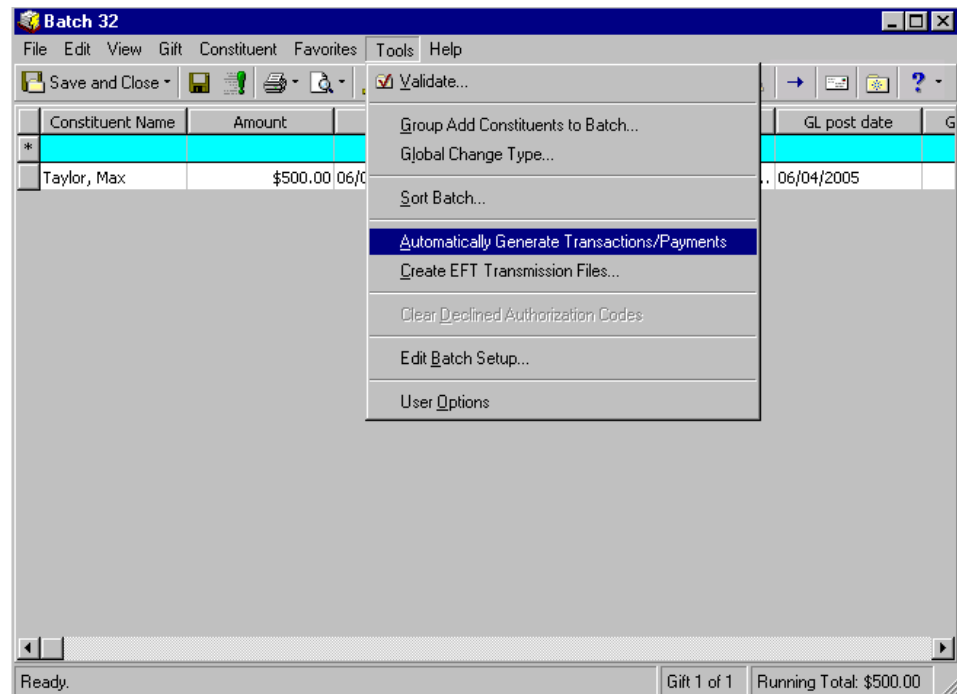 Batch 32
File Edit View Gift Constituent Favorites Tools Help
Save and Close
Validate...
Group Add Constituents to Batch...
Global Change Type...
Sort Batch...
Automatically Generate Transactions/Payments
Create EFT Transmission Files...
Clear Declined Authorization Codes
Edit Batch Setup...
User Options
Constituent Name Amount GL post date G
*
Taylor, Max $500.00 06/0 .. 06/04/2005
Ready. Gift 1 of 1 Running Total: $500.00